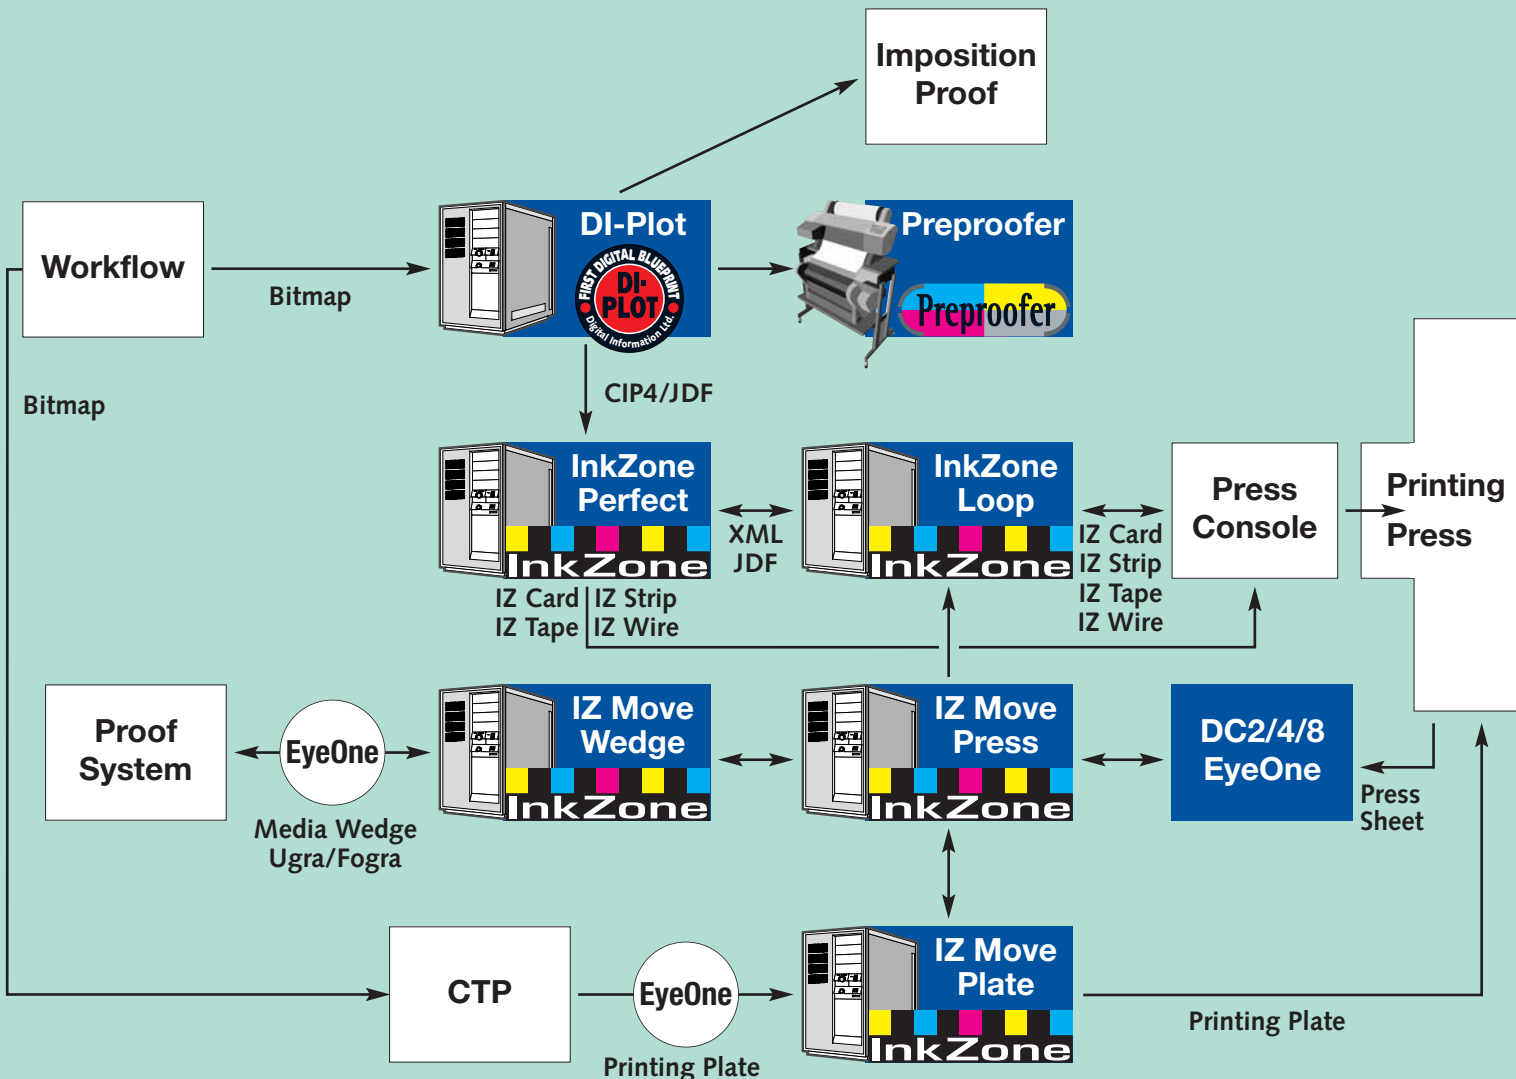 Imposition
Proof
Workflow
Bitmap
DI-Plot
FIRST DIGITAL BLUEPRINT
DI-
PLOT
Digital Information Ltd.
Preproofer
Preproofer
Bitmap
CIP4/JDF
InkZone
Perfect
InkZone
XML
JDF
InkZone
Loop
InkZone
IZ Card
IZ Strip
IZ Tape
IZ Wire
Press
Console
Printing
Press
IZ Card IZ Strip
IZ Tape IZ Wire
Proof
System
EyeOne
Media Wedge
Ugra/Fogra
IZ Move
Wedge
InkZone
IZ Move
Press
InkZone
DC2/4/8
EyeOne
Press
Sheet
CTP
EyeOne
Printing Plate
IZ Move
Plate
InkZone
Printing Plate